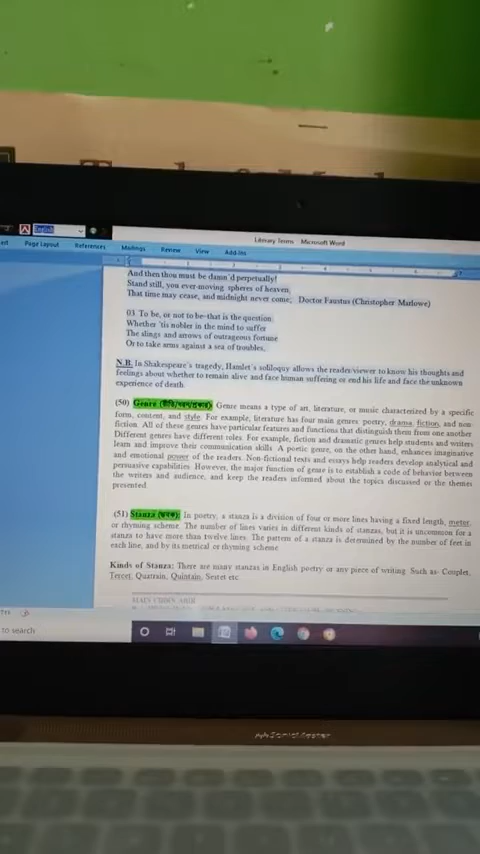 English
Page Layout References Mailings Review View Add-Ins
Literary Terms Microsoft Word
And then thou must be damn'd perpetually!
Stand still, you ever-moving spheres of heaven,
That time may cease, and midnight never come; Doctor Faustus (Christopher Marlowe)
03. To be, or not to be-that is the question:
Whether 'tis nobler in the mind to suffer
The slings and arrows of outrageous fortune
Or to take arms against a sea of troubles,
N.B. In Shakespeare's tragedy, Hamlet's soliloquy allows the reader/viewer to know his thoughts and
feelings about whether to remain alive and face human suffering or end his life and face the unknown
experience of death.
(50) Genre Genre means a type of art, literature, or music characterized by a specific
form, content, and style. For example, literature has four main genres: poetry, drama, fiction, and non-
fiction. All of these genres have particular features and functions that distinguish them from one another.
Different genres have different roles. For example, fiction and dramatic genres help students and writers
learn and improve their communication skills. A poetic genre, on the other hand, enhances imaginative
and emotional power of the readers. Non-fictional texts and essays help readers develop analytical and
persuasive capabilities. However, the major function of genre is to establish a code of behavior between
the writers and audience, and keep the readers informed about the topics discussed or the themes
presented.
(51) Stanza (স্তবক): In poetry, a stanza is a division of four or more lines having a fixed length, meter,
or rhyming scheme. The number of lines varies in different kinds of stanzas, but it is uncommon for a
stanza to have more than twelve lines. The pattern of a stanza is determined by the number of feet in
each line, and by its metrical or rhyming scheme.
Kinds of Stanza: There are many stanzas in English poetry or any piece of writing. Such as- Couplet,
Tercet, Quatrain, Quintain, Sestet etc.
to search